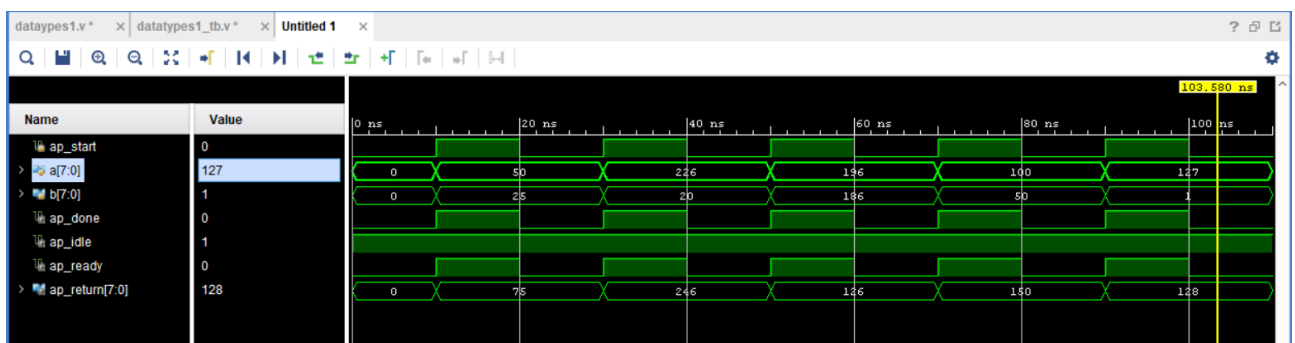 dataypes1.v* × datatypes1_tb.v* × Untitled 1 × ?
103.580 ns
Name Value 0 ns 20 ns 40 ns 60 ns 80 ns 100 ns
ap_start 0
a[7:0] 127 0 50 226 196 100 127
b[7:0] 1 0 25 20 186 50 1
ap_done 0
ap_idle 1
ap_ready 0
ap_return[7:0] 128 0 75 246 126 150 128